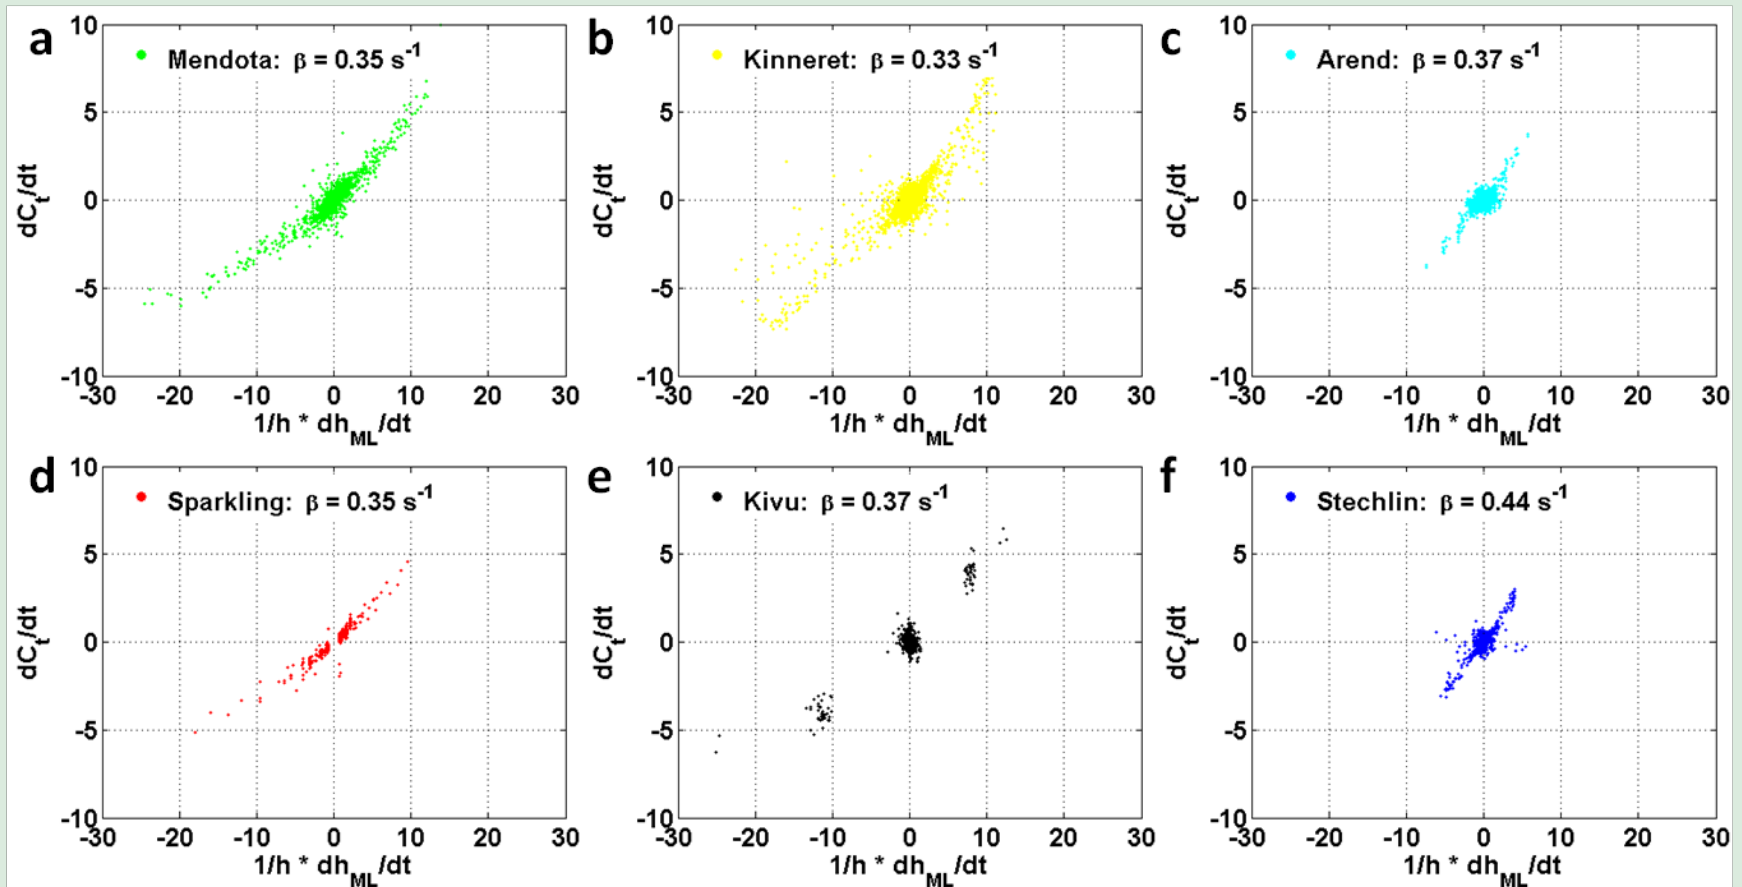 a
Mendota: β = 0.35 s⁻¹
10
5
0
-5
-10
dCt/dt
-30 -20 -10 0 10 20 30
1/h * dhML/dt
b
Kinneret: β = 0.33 s⁻¹
10
5
0
-5
-10
dCt/dt
-30 -20 -10 0 10 20 30
1/h * dhML/dt
c
Arend: β = 0.37 s⁻¹
10
5
0
-5
-10
dCt/dt
-30 -20 -10 0 10 20 30
1/h * dhML/dt
d
Sparkling: β = 0.35 s⁻¹
10
5
0
-5
-10
dCt/dt
-30 -20 -10 0 10 20 30
1/h * dhML/dt
e
Kivu: β = 0.37 s⁻¹
10
5
0
-5
-10
dCt/dt
-30 -20 -10 0 10 20 30
1/h * dhML/dt
f
Stechlin: β = 0.44 s⁻¹
10
5
0
-5
-10
dCt/dt
-30 -20 -10 0 10 20 30
1/h * dhML/dt